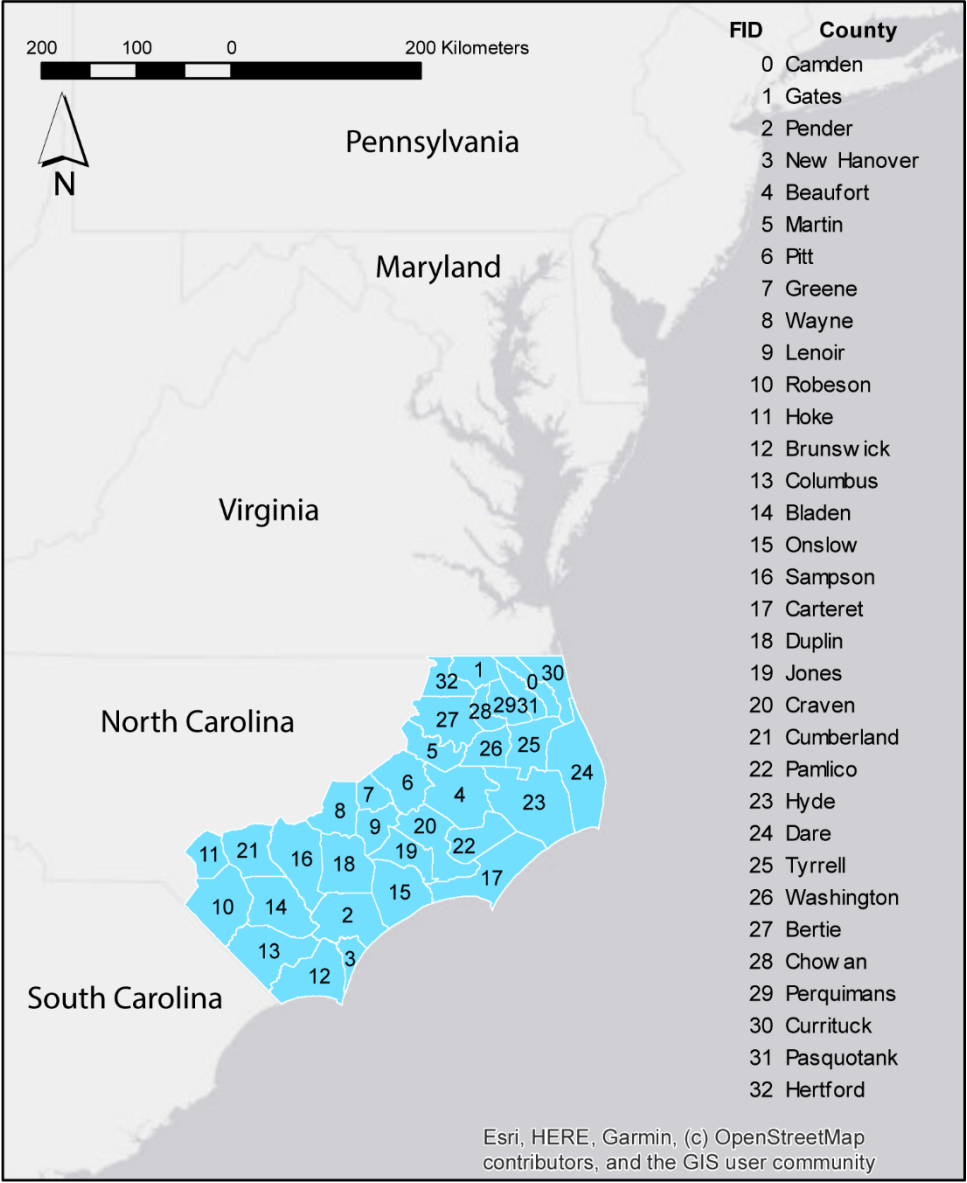 200 100 0 200 Kilometers
N
Pennsylvania
Maryland
Virginia
North Carolina
South Carolina
32 1 0 30
27 28 29 31
5 26 25
24
6 4 23
8 7
9 20 22
11 21 16 18 19
15 17
10 14 2
13 3
12
FID County
0 Camden
1 Gates
2 Pender
3 New Hanover
4 Beaufort
5 Martin
6 Pitt
7 Greene
8 Wayne
9 Lenoir
10 Robeson
11 Hoke
12 Brunswick
13 Columbus
14 Bladen
15 Onslow
16 Sampson
17 Carteret
18 Duplin
19 Jones
20 Craven
21 Cumberland
22 Pamlico
23 Hyde
24 Dare
25 Tyrrell
26 Washington
27 Bertie
28 Chowan
29 Perquimans
30 Currituck
31 Pasquotank
32 Hertford
Esri, HERE, Garmin, (c) OpenStreetMap
contributors, and the GIS user community